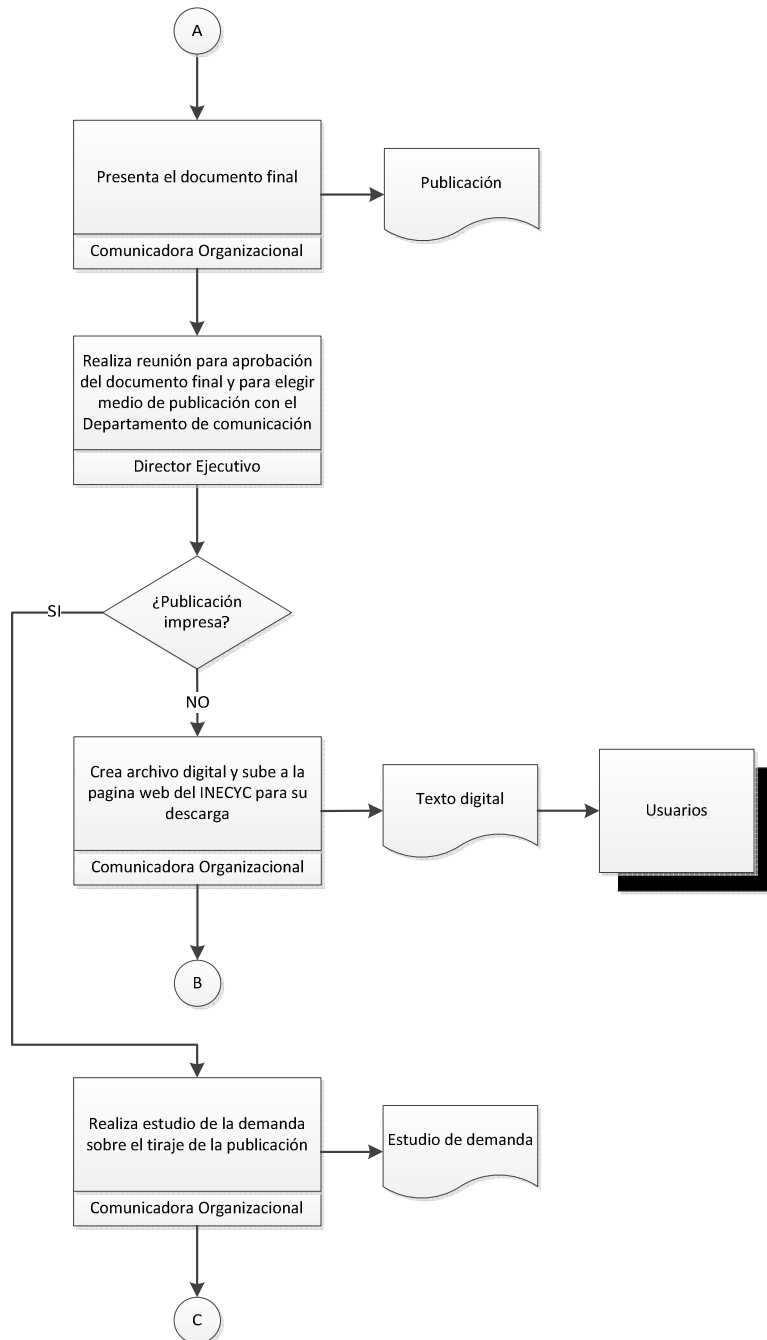 A
Presenta el documento final
Comunicadora Organizacional
Publicación
Realiza reunión para aprobación
del documento final y para elegir
medio de publicación con el
Departamento de comunicación
Director Ejecutivo
¿Publicación
impresa?
SI
NO
Crea archivo digital y sube a la
pagina web del INECYC para su
descarga
Comunicadora Organizacional
Texto digital
Usuarios
B
Realiza estudio de la demanda
sobre el tiraje de la publicación
Comunicadora Organizacional
Estudio de demanda
C